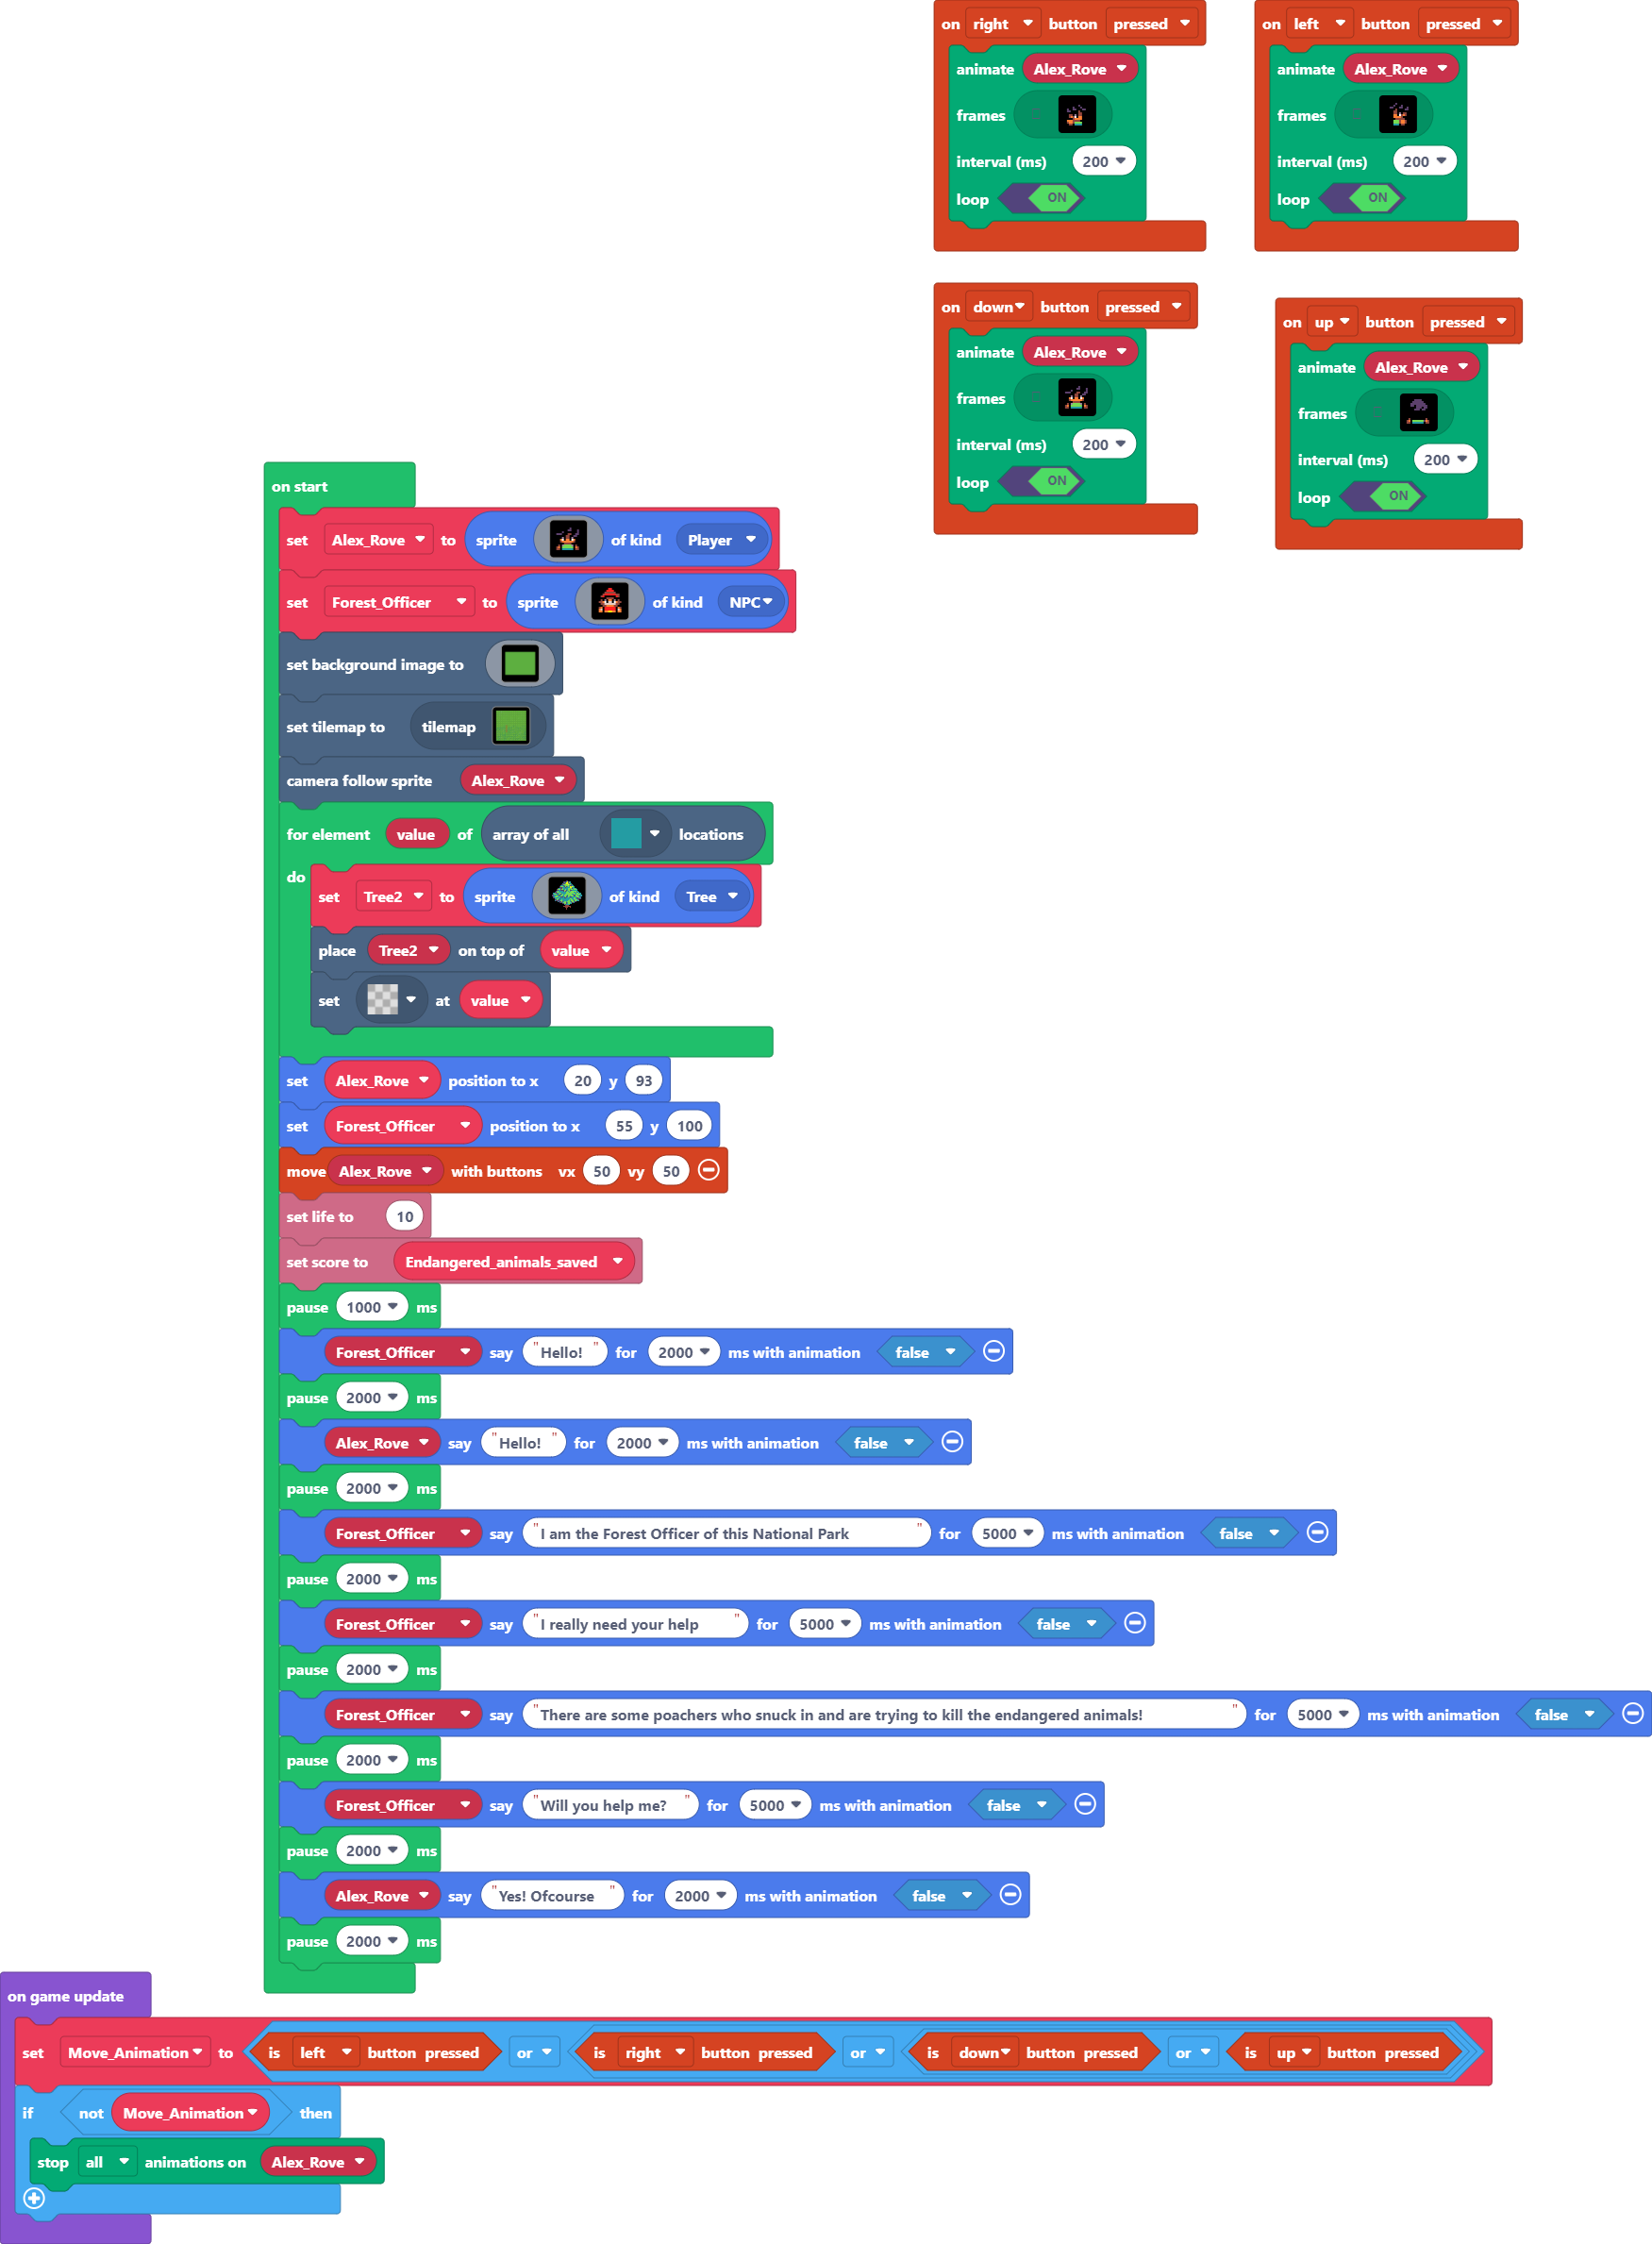 on right button pressed
animate Alex_Rove
frames
interval (ms) 200
loop ON
on left button pressed
animate Alex_Rove
frames
interval (ms) 200
loop ON
on down button pressed
animate Alex_Rove
frames
interval (ms) 200
loop ON
on up button pressed
animate Alex_Rove
frames
interval (ms) 200
loop ON
on start
set Alex_Rove to sprite of kind Player
set Forest_Officer to sprite of kind NPC
set background image to
set tilemap to tilemap
camera follow sprite Alex_Rove
for element value of array of all locations
do
set Tree2 to sprite of kind Tree
place Tree2 on top of value
set at value
set Alex_Rove position to x 20 y 93
set Forest_Officer position to x 55 y 100
move Alex_Rove with buttons vx 50 vy 50
set life to 10
set score to Endangered_animals_saved
pause 1000 ms
Forest_Officer say "Hello! " for 2000 ms with animation false
pause 2000 ms
Alex_Rove say "Hello! " for 2000 ms with animation false
pause 2000 ms
Forest_Officer say "I am the Forest Officer of this National Park " for 5000 ms with animation false
pause 2000 ms
Forest_Officer say "I really need your help " for 5000 ms with animation false
pause 2000 ms
Forest_Officer say "There are some poachers who snuck in and are trying to kill the endangered animals! " for 5000 ms with animation false
pause 2000 ms
Forest_Officer say "Will you help me? " for 5000 ms with animation false
pause 2000 ms
Alex_Rove say "Yes! Ofcourse " for 2000 ms with animation false
pause 2000 ms
on game update
set Move_Animation to is left button pressed or is right button pressed or is down button pressed or is up button pressed
if not Move_Animation then
stop all animations on Alex_Rove